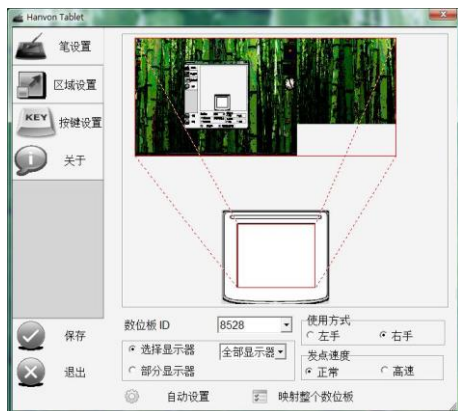 Hanvon Tablet
笔设置
区域设置
KEY 按键设置
关于
保存
退出
数位板 ID 8528
选择显示器 全部显示器
部分显示器
使用方式
左手 右手
发点速度
正常 高速
自动设置 映射整个数位板